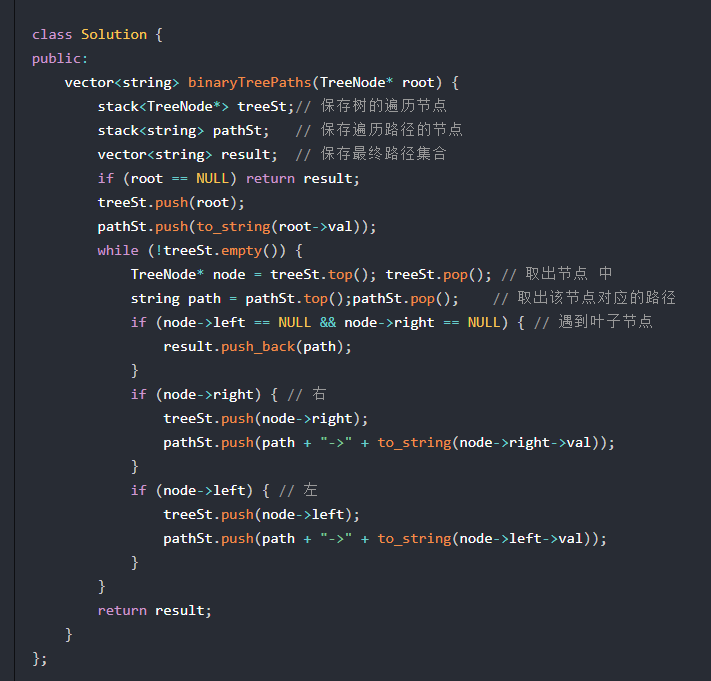 class Solution {
public:
    vector<string> binaryTreePaths(TreeNode* root) {
        stack<TreeNode*> treeSt;// 保存树的遍历节点
        stack<string> pathSt;   // 保存遍历路径的节点
        vector<string> result;  // 保存最终路径集合
        if (root == NULL) return result;
        treeSt.push(root);
        pathSt.push(to_string(root->val));
        while (!treeSt.empty()) {
            TreeNode* node = treeSt.top(); treeSt.pop(); // 取出节点 中
            string path = pathSt.top();pathSt.pop();    // 取出该节点对应的路径
            if (node->left == NULL && node->right == NULL) { // 遇到叶子节点
                result.push_back(path);
            }
            if (node->right) { // 右
                treeSt.push(node->right);
                pathSt.push(path + "->" + to_string(node->right->val));
            }
            if (node->left) { // 左
                treeSt.push(node->left);
                pathSt.push(path + "->" + to_string(node->left->val));
            }
        }
        return result;
    }
};